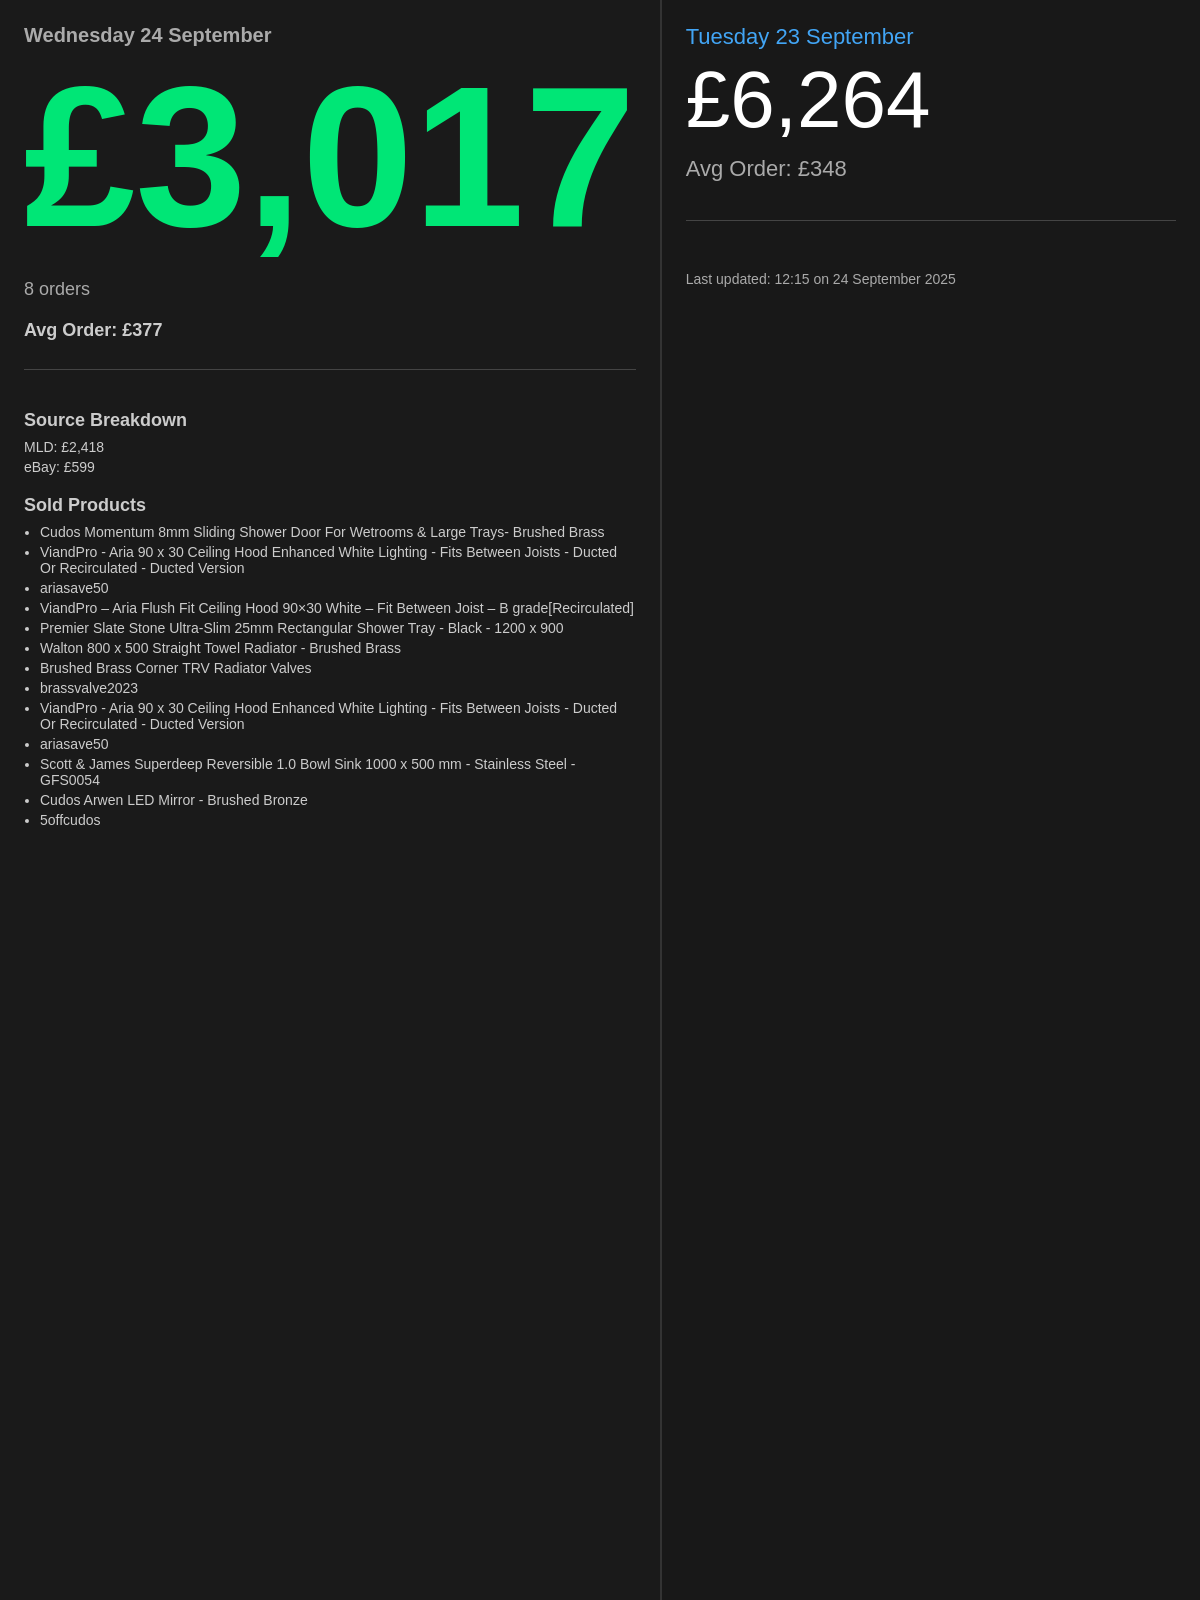 Wednesday 24 September
£3,017
8 orders
Avg Order: £377
Source Breakdown
MLD: £2,418
eBay: £599
Sold Products
• Cudos Momentum 8mm Sliding Shower Door For Wetrooms & Large Trays- Brushed Brass
• ViandPro - Aria 90 x 30 Ceiling Hood Enhanced White Lighting - Fits Between Joists - Ducted
Or Recirculated - Ducted Version
• ariasave50
• ViandPro – Aria Flush Fit Ceiling Hood 90×30 White – Fit Between Joist – B grade[Recirculated]
• Premier Slate Stone Ultra-Slim 25mm Rectangular Shower Tray - Black - 1200 x 900
• Walton 800 x 500 Straight Towel Radiator - Brushed Brass
• Brushed Brass Corner TRV Radiator Valves
• brassvalve2023
• ViandPro - Aria 90 x 30 Ceiling Hood Enhanced White Lighting - Fits Between Joists - Ducted
Or Recirculated - Ducted Version
• ariasave50
• Scott & James Superdeep Reversible 1.0 Bowl Sink 1000 x 500 mm - Stainless Steel -
GFS0054
• Cudos Arwen LED Mirror - Brushed Bronze
• 5offcudos
Tuesday 23 September
£6,264
Avg Order: £348
Last updated: 12:15 on 24 September 2025